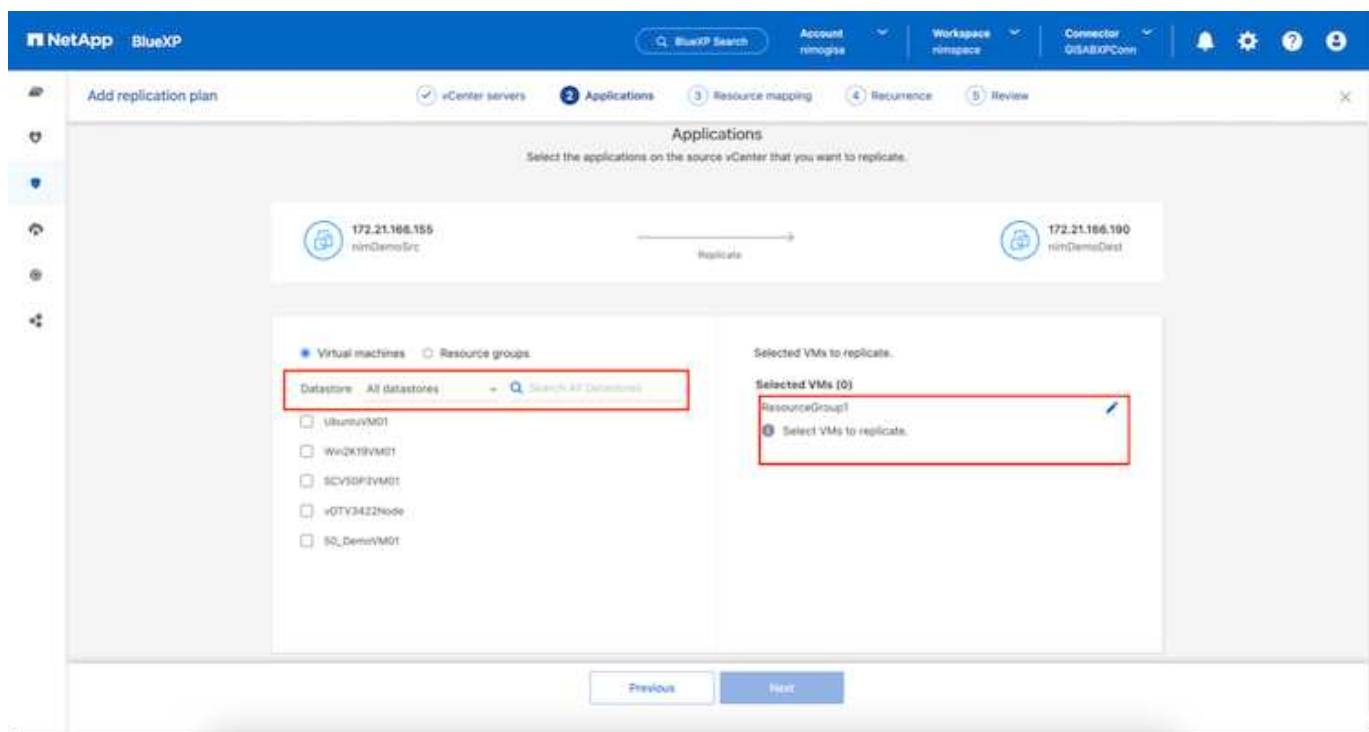 NetApp BlueXP
BlueXP Search
Account
nimogisa
Workspace
nimspace
Connector
GISABXPConn
Add replication plan
vCenter servers
2 Applications
3 Resource mapping
4 Recurrence
5 Review
Applications
Select the applications on the source vCenter that you want to replicate.
172.21.166.155
nimDemoSrc
Replicate
172.21.166.190
nimDemoDest
Virtual machines
Resource groups
Datastore All datastores
Search All Datastores
UbuntuVM01
Win2K19VM01
SCV50P3VM01
vOTV3422Node
50_DemoVM01
Selected VMs to replicate.
Selected VMs (0)
ResourceGroup1
Select VMs to replicate.
Previous
Next